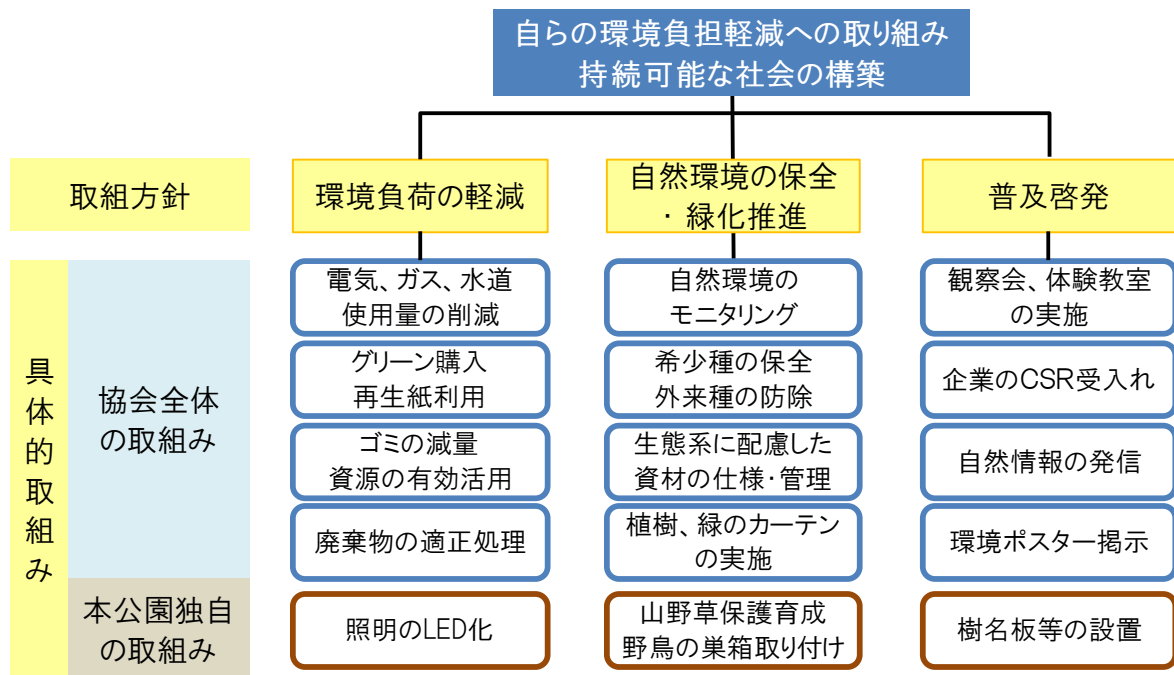 自らの環境負担軽減への取り組み
持続可能な社会の構築
取組方針
環境負荷の軽減
自然環境の保全
・ 緑化推進
普及啓発
具体的取組み
協会全体
の取組み
電気、ガス、水道
使用量の削減
自然環境の
モニタリング
観察会、体験教室
の実施
グリーン購入
再生紙利用
希少種の保全
外来種の防除
企業のCSR受入れ
ゴミの減量
資源の有効活用
生態系に配慮した
資材の仕様・管理
自然情報の発信
廃棄物の適正処理
植樹、緑のカーテン
の実施
環境ポスター掲示
本公園独自
の取組み
照明のLED化
山野草保護育成
野鳥の巣箱取り付け
樹名板等の設置